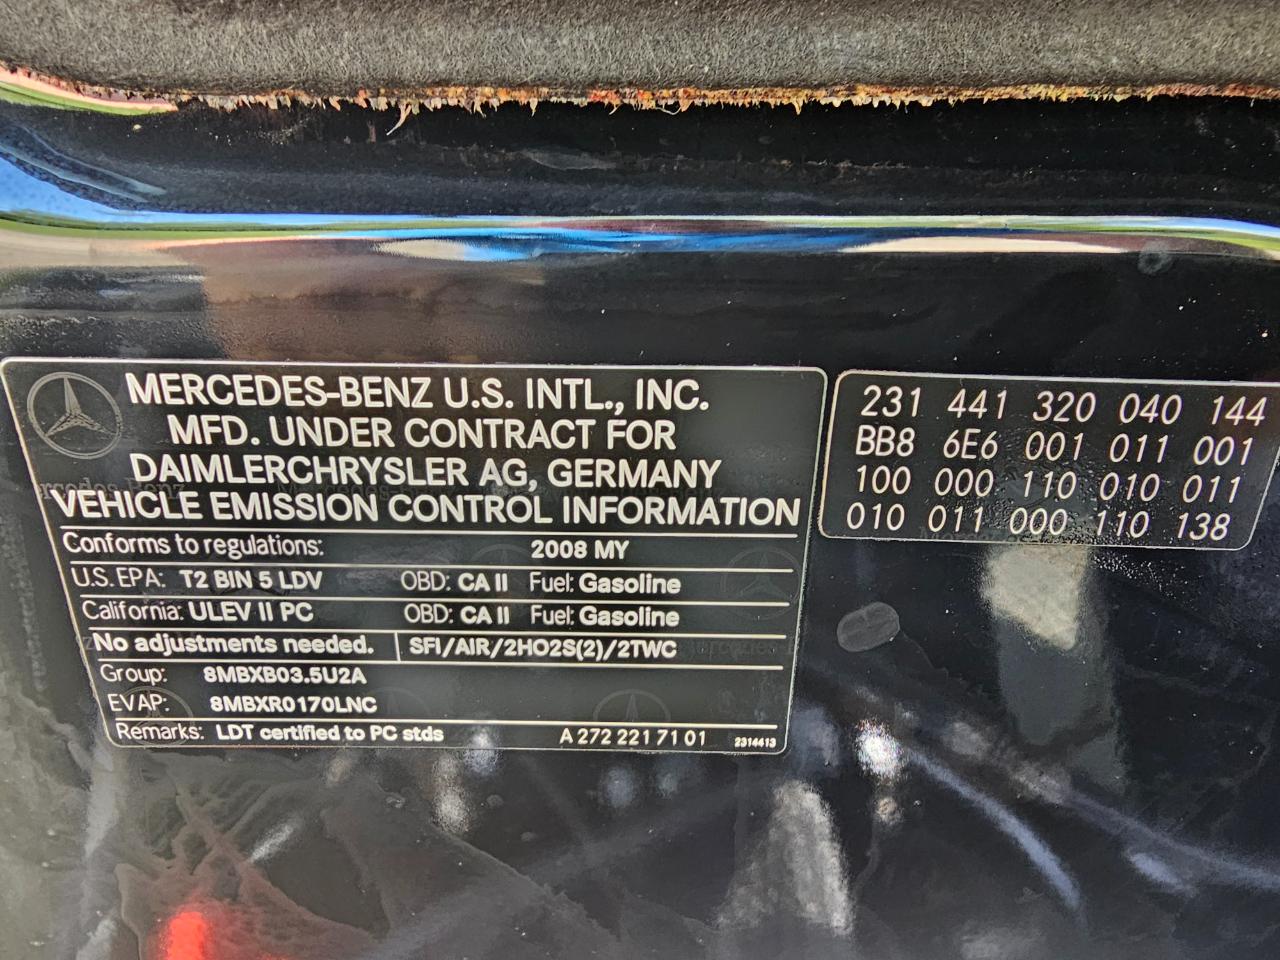 MERCEDES-BENZ U.S. INTL., INC.
MFD. UNDER CONTRACT FOR
DAIMLERCHRYSLER AG, GERMANY
VEHICLE EMISSION CONTROL INFORMATION
Conforms to regulations: 2008 MY
U.S. EPA: T2 BIN 5 LDV OBD: CA II Fuel: Gasoline
California: ULEV II PC OBD: CA II Fuel: Gasoline
No adjustments needed. SFI/AIR/2HO2S(2)/2TWC
Group: 8MBXB03.5U2A
EVAP: 8MBXR0170LNC
Remarks: LDT certified to PC stds A 272 221 71 01 2314413
231 441 320 040 144
BB8 6E6 001 011 001
100 000 110 010 011
010 011 000 110 138